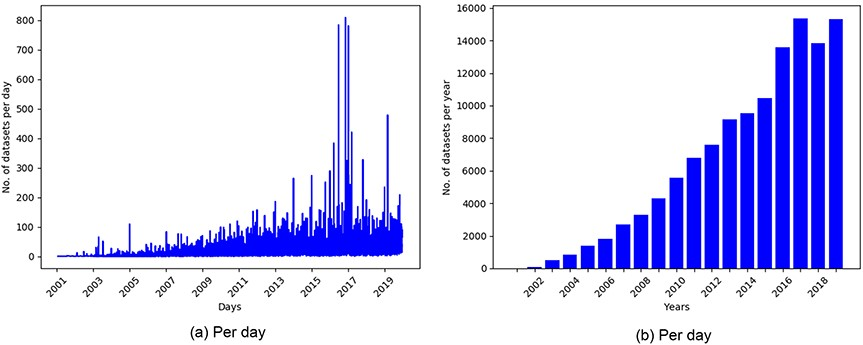 800
700
600
500
400
300
200
100
0
No. of datasets per day
2001 2003 2005 2007 2009 2011 2013 2015 2017 2019
Days
(a) Per day
16000
14000
12000
10000
8000
6000
4000
2000
0
No. of datasets per year
2002 2004 2006 2008 2010 2012 2014 2016 2018
Years
(b) Per day